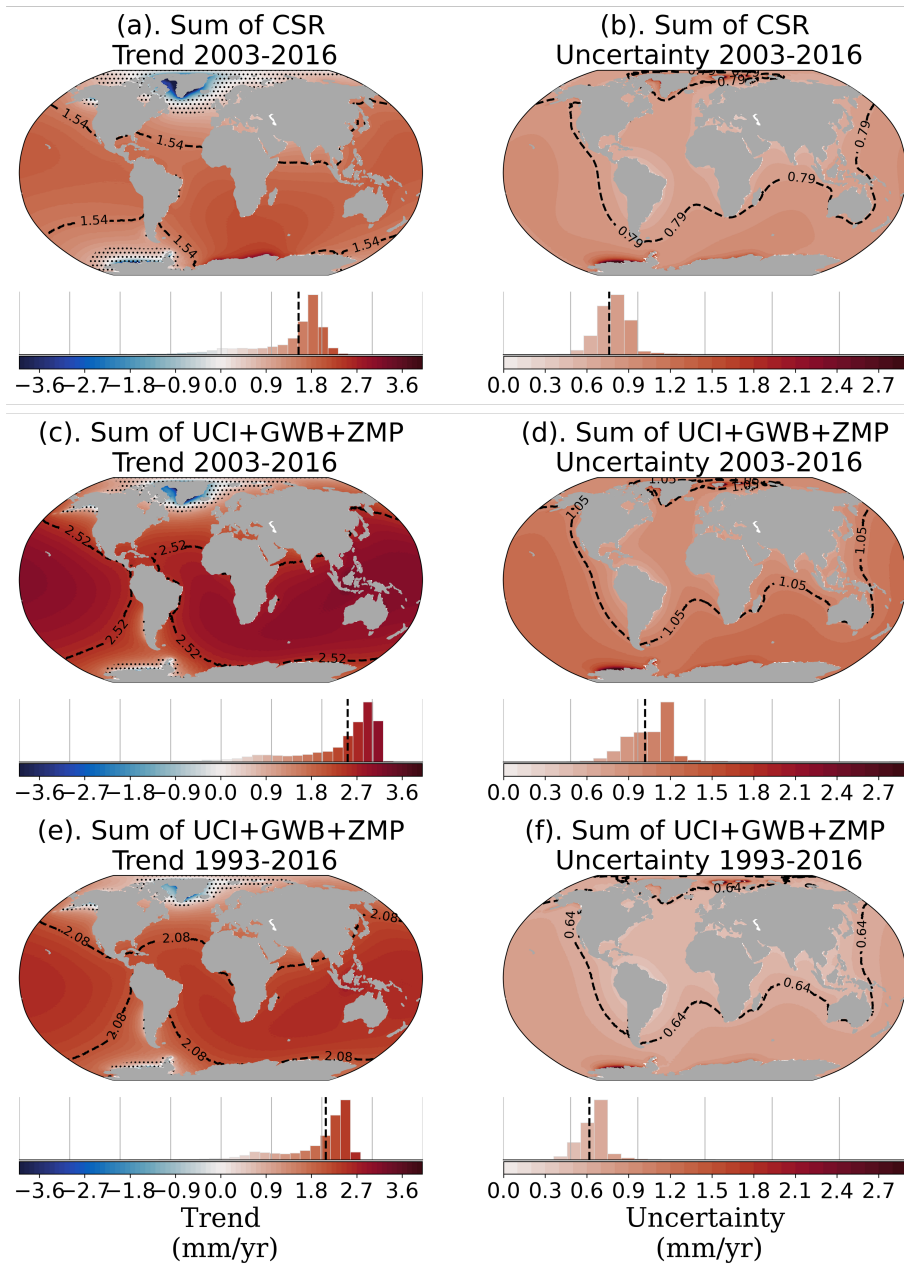 (a). Sum of CSR
Trend 2003-2016
(b). Sum of CSR
Uncertainty 2003-2016
1.54
1.54
1.54
1.54
1.54
0.79
0.79
0.79
0.79
0.79
−3.6 −2.7 −1.8 −0.9 0.0 0.9 1.8 2.7 3.6
0.0 0.3 0.6 0.9 1.2 1.5 1.8 2.1 2.4 2.7
(c). Sum of UCI+GWB+ZMP
Trend 2003-2016
(d). Sum of UCI+GWB+ZMP
Uncertainty 2003-2016
2.52
2.52
2.52
2.52
2.52
1.05
1.05
1.05
1.05
1.05
1.05
−3.6 −2.7 −1.8 −0.9 0.0 0.9 1.8 2.7 3.6
0.0 0.3 0.6 0.9 1.2 1.5 1.8 2.1 2.4 2.7
(e). Sum of UCI+GWB+ZMP
Trend 1993-2016
(f). Sum of UCI+GWB+ZMP
Uncertainty 1993-2016
2.08
2.08
2.08
2.08
2.08
2.08
0.64
0.64
0.64
0.64
0.64
−3.6 −2.7 −1.8 −0.9 0.0 0.9 1.8 2.7 3.6
0.0 0.3 0.6 0.9 1.2 1.5 1.8 2.1 2.4 2.7
Trend
(mm/yr)
Uncertainty
(mm/yr)